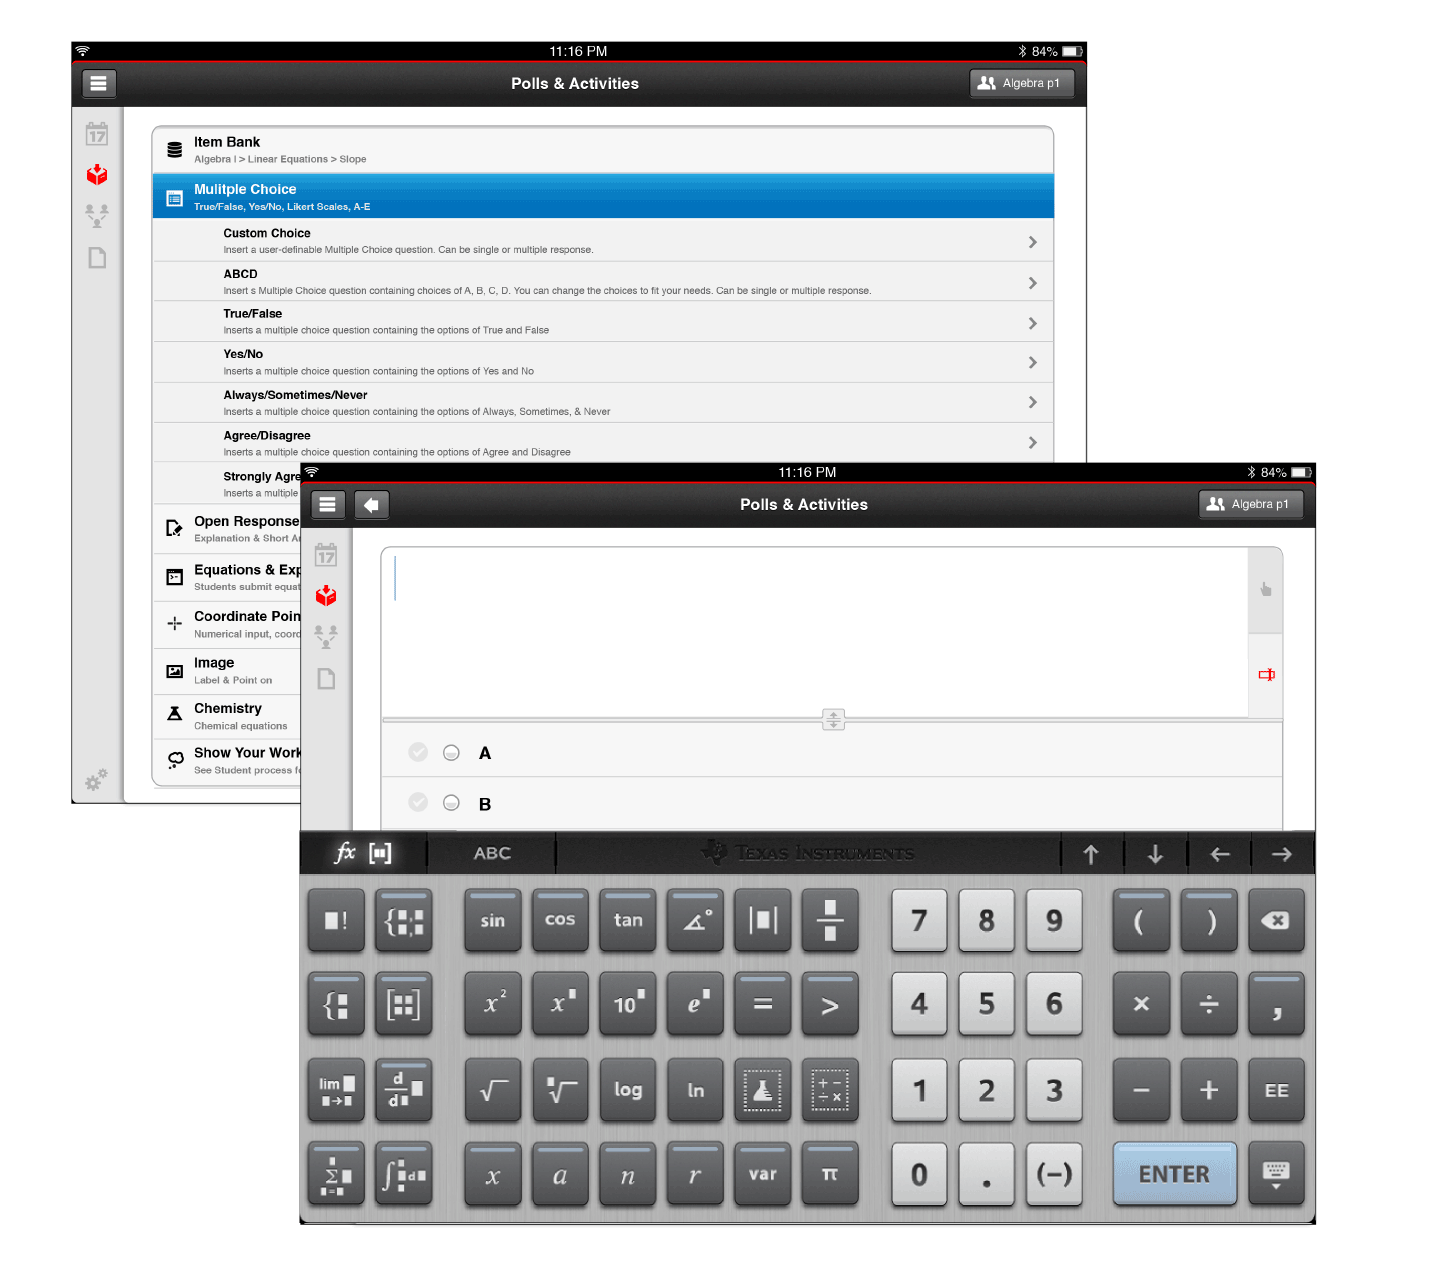 11:16 PM
84%
Polls & Activities
Algebra p1
17
Item Bank
Algebra I > Linear Equations > Slope
Mulitple Choice
True/False, Yes/No, Likert Scales, A-E
Custom Choice
Insert a user-definable Multiple Choice question. Can be single or multiple response.
ABCD
Insert s Multiple Choice question containing choices of A, B, C, D. You can change the choices to fit your needs. Can be single or multiple response.
True/False
Inserts a multiple choice question containing the options of True and False
Yes/No
Inserts a multiple choice question containing the options of Yes and No
Always/Sometimes/Never
Inserts a multiple choice question containing the options of Always, Sometimes, & Never
Agree/Disagree
Inserts a multiple choice question containing the options of Agree and Disagree
Strongly Agre
Inserts a multiple
Open Response
Explanation & Short A
Equations & Exp
Students submit equat
Coordinate Poin
Numerical input, coord
Image
Label & Point on
Chemistry
Chemical equations
Show Your Work
See Student process fo
11:16 PM
84%
Polls & Activities
Algebra p1
17
A
B
fx ABC TEXAS INSTRUMENTS ↑ ↓ ← →
! { sin cos tan ° | | 7 8 9 ( )
{ [ ] x² x 10 e = > 4 5 6 × ÷ ,
lim → d/d √ √ log ln + − ÷ × 1 2 3 − + EE
Σ = ∫ d x a n r var π 0 . (−) ENTER